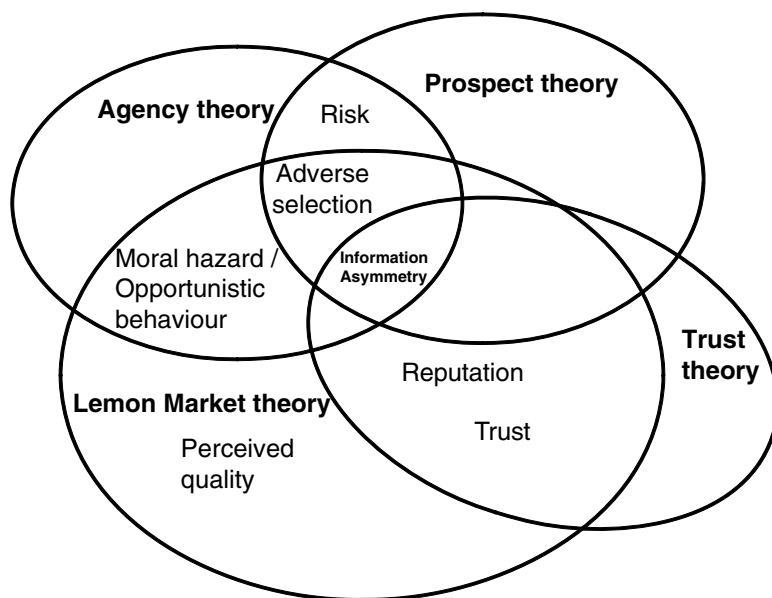 Prospect theory
Agency theory
Risk
Adverse
selection
Information
Asymmetry
Moral hazard /
Opportunistic
behaviour
Trust
theory
Reputation
Lemon Market theory
Trust
Perceived
quality